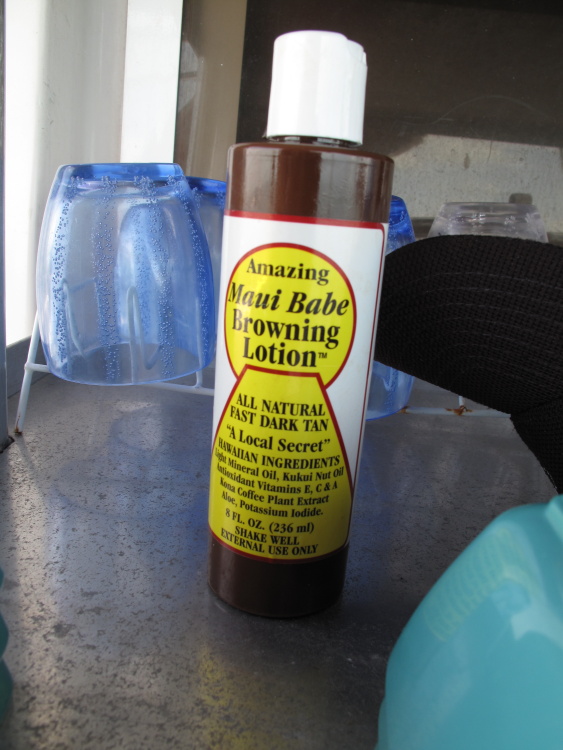 Amazing
Maui Babe
Browning
Lotion™
ALL NATURAL
FAST DARK TAN
"A Local Secret"
HAWAIIAN INGREDIENTS
Light Mineral Oil, Kukui Nut Oil
Antioxidant Vitamins E, C & A
Kona Coffee Plant Extract
Aloe, Potassium Iodide.
8 FL. OZ. (236 ml)
SHAKE WELL
EXTERNAL USE ONLY